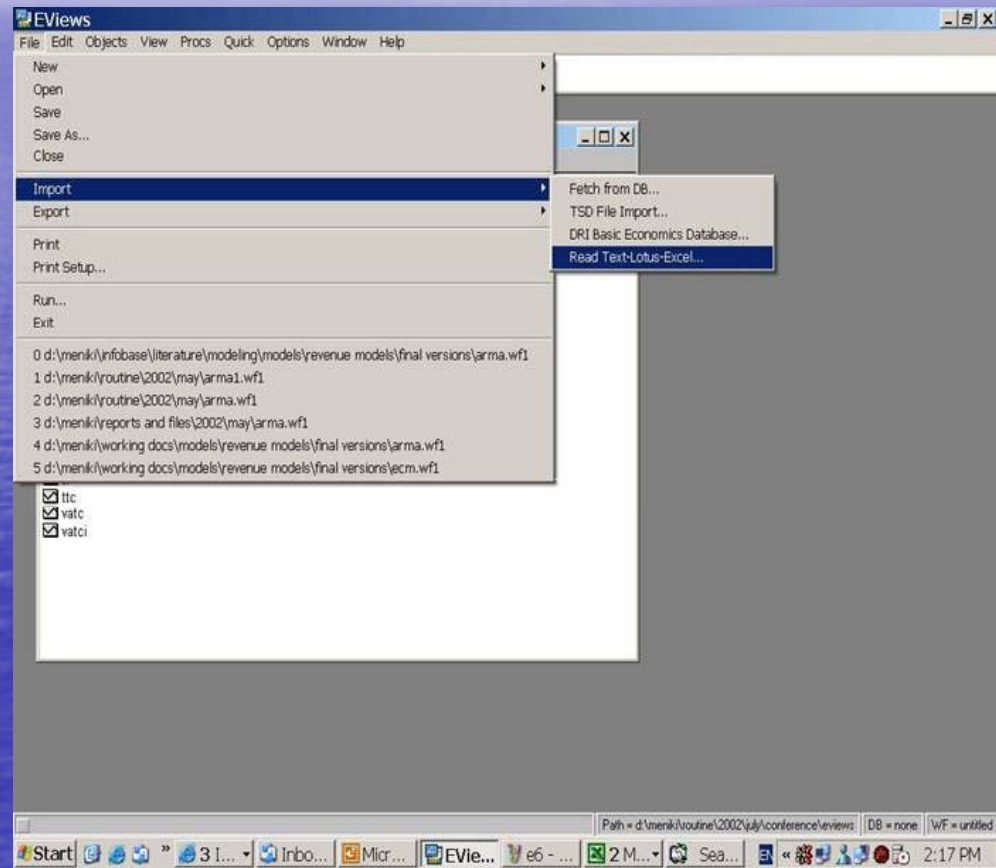 EViews
File Edit Objects View Procs Quick Options Window Help
New
Open
Save
Save As...
Close
Import
Export
Print
Print Setup...
Run...
Exit
0 d:\meniki\infobase\literature\modeling\models\revenue models\final versions\arma.wf1
1 d:\meniki\routine\2002\may\arma1.wf1
2 d:\meniki\routine\2002\may\arma.wf1
3 d:\meniki\reports and files\2002\may\arma.wf1
4 d:\meniki\working docs\models\revenue models\final versions\arma.wf1
5 d:\meniki\working docs\models\revenue models\final versions\ecm.wf1
Fetch from DB...
TSD File Import...
DRI Basic Economics Database...
Read Text-Lotus-Excel...
ttc
vatc
vatci
Path = d:\meniki\routine\2002\july\conference\eviews DB = none WF = untitled
Start » 3 I... Inbo... Micr... EVie... e6 - ... 2 M... Sea... EN « 2:17 PM